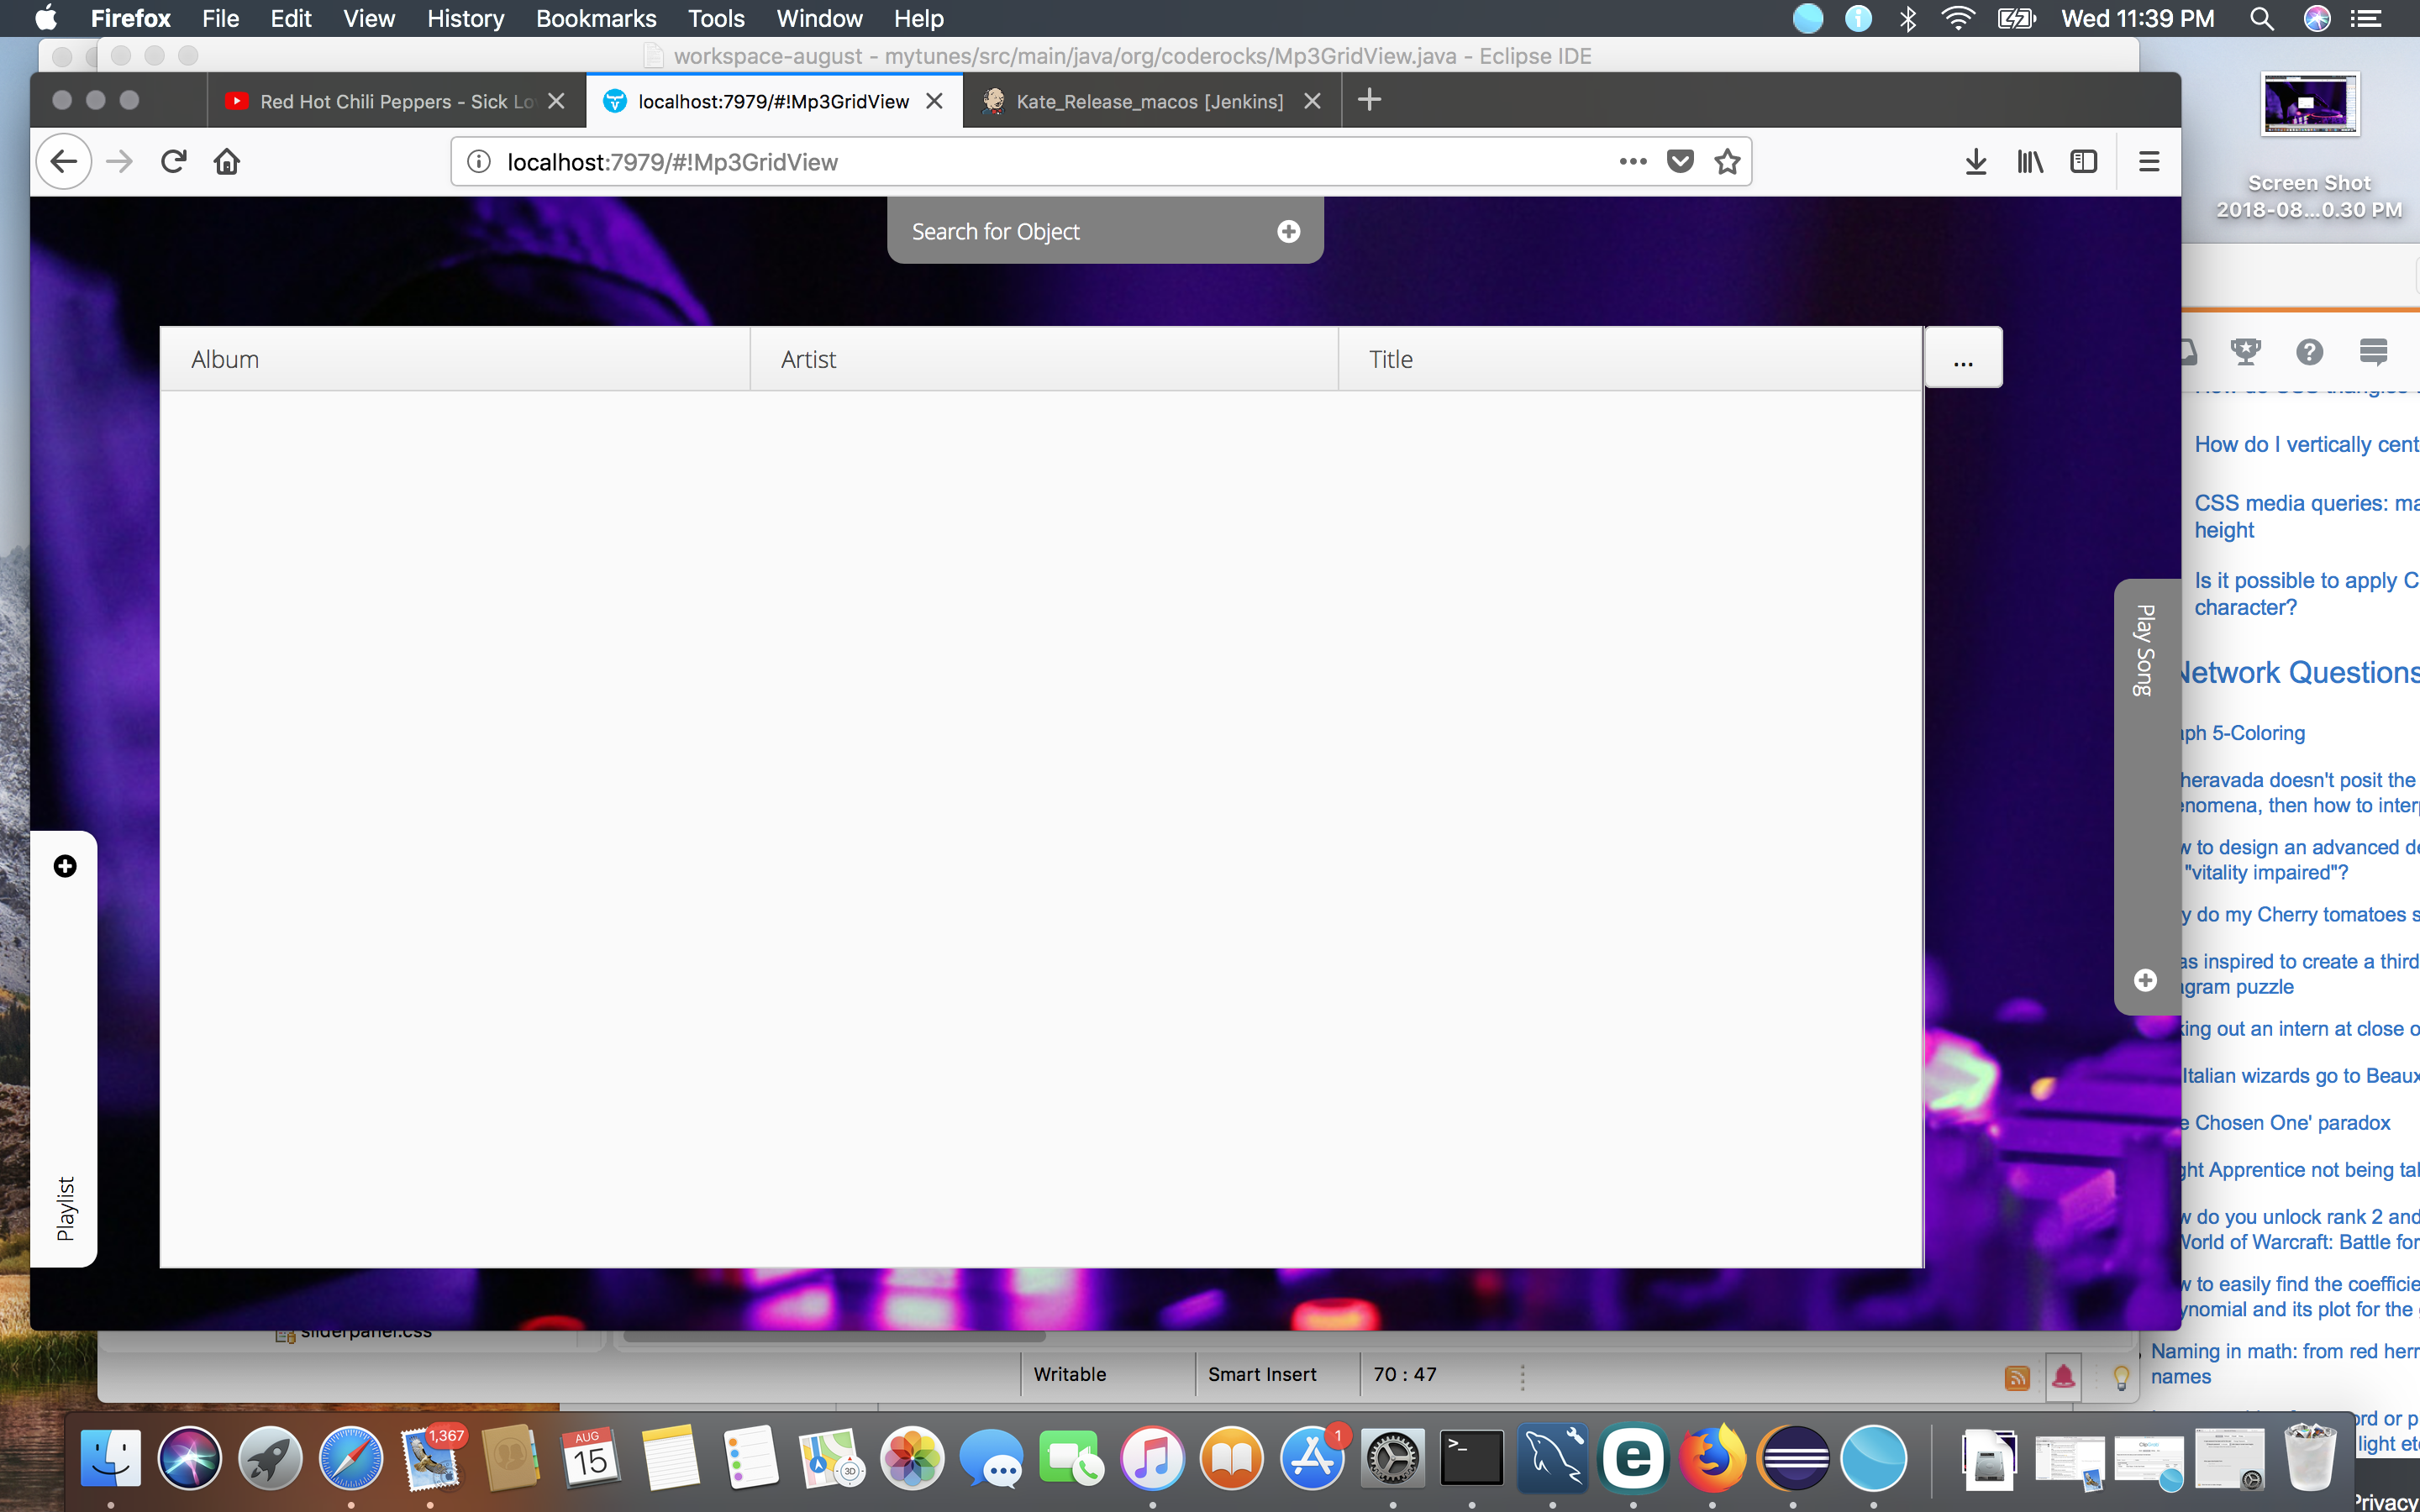 Firefox File Edit View History Bookmarks Tools Window Help
Wed 11:39 PM
workspace-august - mytunes/src/main/java/org/coderocks/Mp3GridView.java - Eclipse IDE
Red Hot Chili Peppers - Sick Lo
localhost:7979/#!Mp3GridView
Kate_Release_macos [Jenkins]
localhost:7979/#!Mp3GridView
Screen Shot
2018-08...0.30 PM
Search for Object
Album
Artist
Title
...
Play Song
Playlist
How do I vertically cent
CSS media queries: ma
height
Is it possible to apply C
character?
Network Questions
ph 5-Coloring
heravada doesn't posit the
enomena, then how to inter
w to design an advanced de
"vitality impaired"?
y do my Cherry tomatoes s
as inspired to create a third
gram puzzle
king out an intern at close o
Italian wizards go to Beaux
e Chosen One' paradox
ght Apprentice not being tal
w do you unlock rank 2 and
World of Warcraft: Battle for
w to easily find the coefficie
ynomial and its plot for the
Naming in math: from red herr
names
ord or p
light et
Privacy
sliderpanel.css
Writable
Smart Insert
70 : 47
1,367
AUG
15
3D
1
>_
e